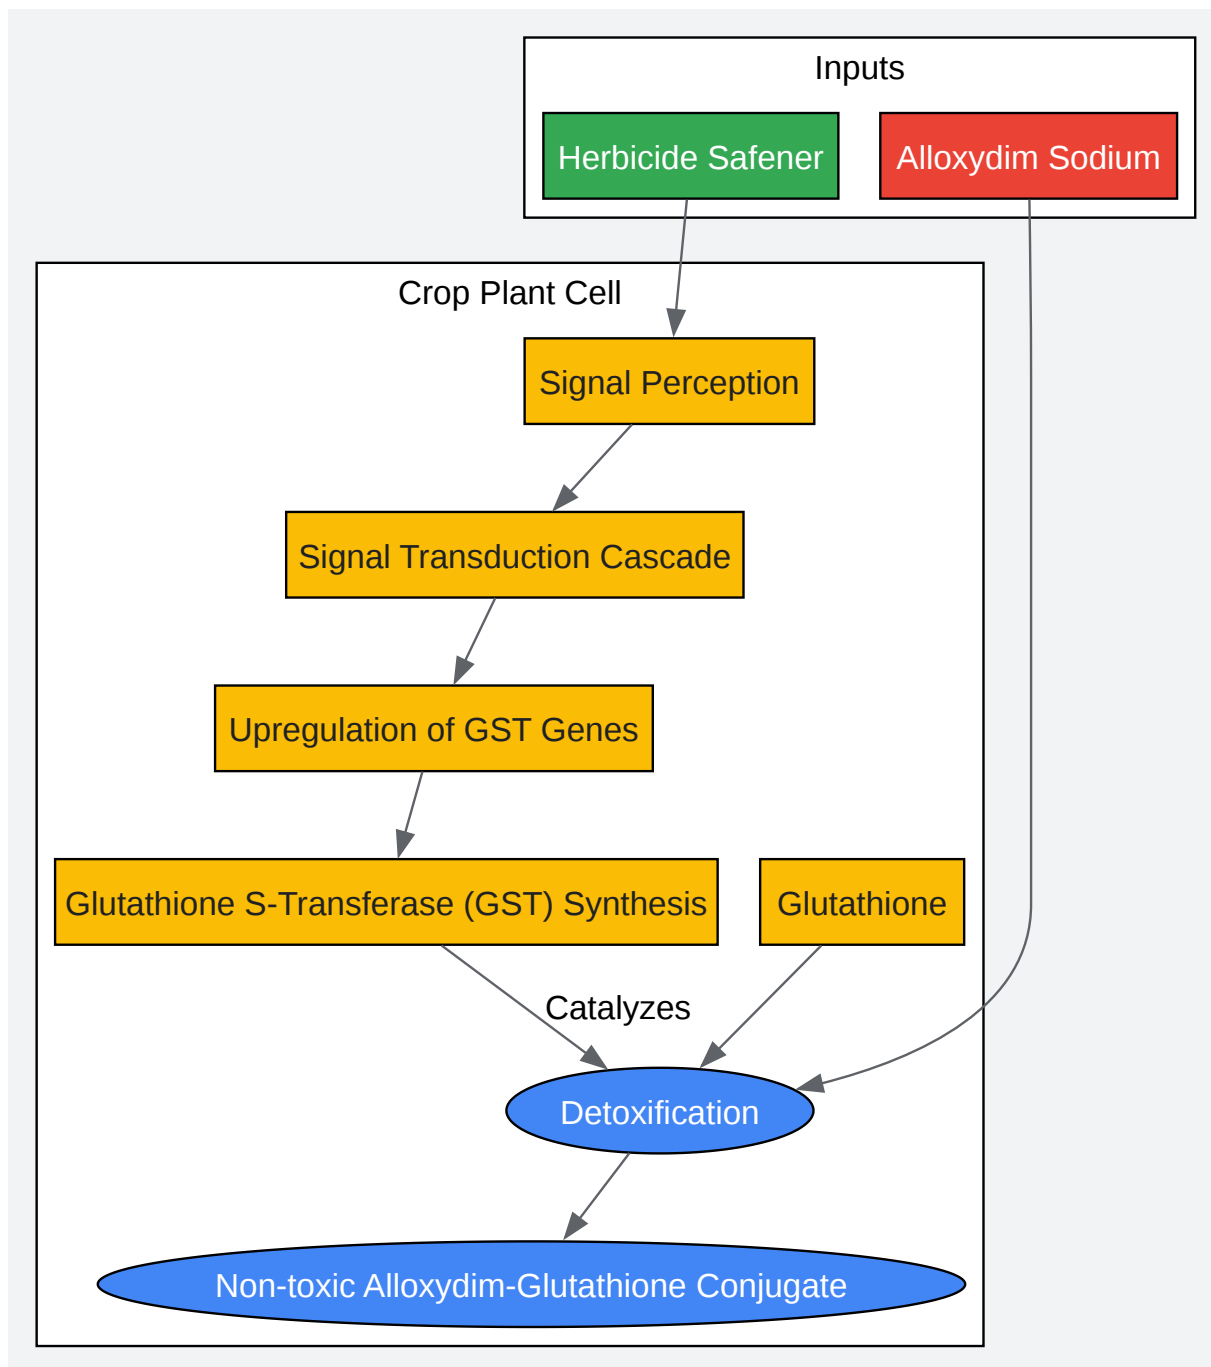 Inputs
Herbicide Safener
Alloxydim Sodium
Crop Plant Cell
Signal Perception
Signal Transduction Cascade
Upregulation of GST Genes
Glutathione S-Transferase (GST) Synthesis
Glutathione
Catalyzes
Detoxification
Non-toxic Alloxydim-Glutathione Conjugate